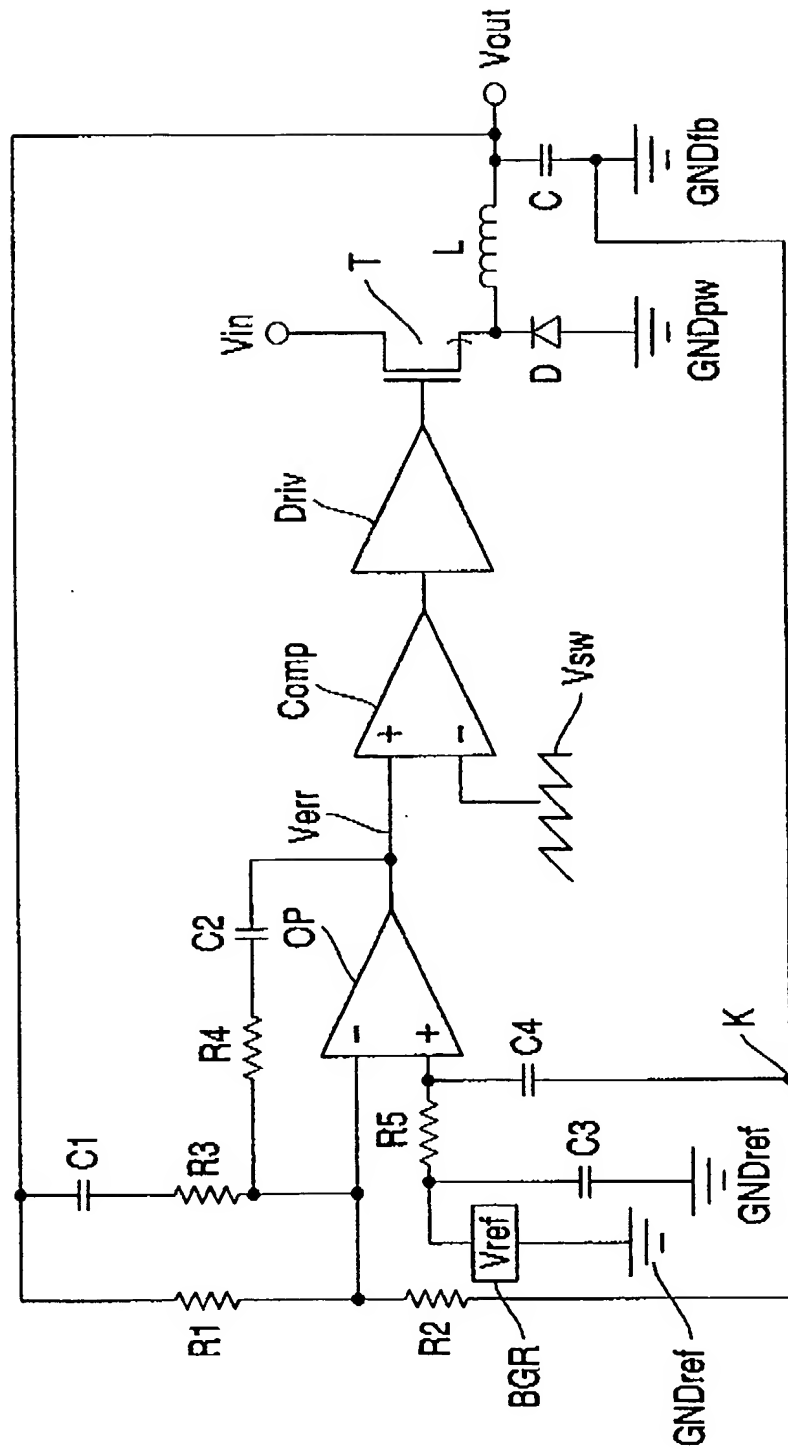 Vout
Vin
T
L
C
GNDfb
D
GNDpw
Driv
Comp
+
-
Vsw
Verr
C2
OP
R4
-
+
C4
K
C1
R3
R5
C3
GNDref
Vref
R1
R2
BGR
GNDref